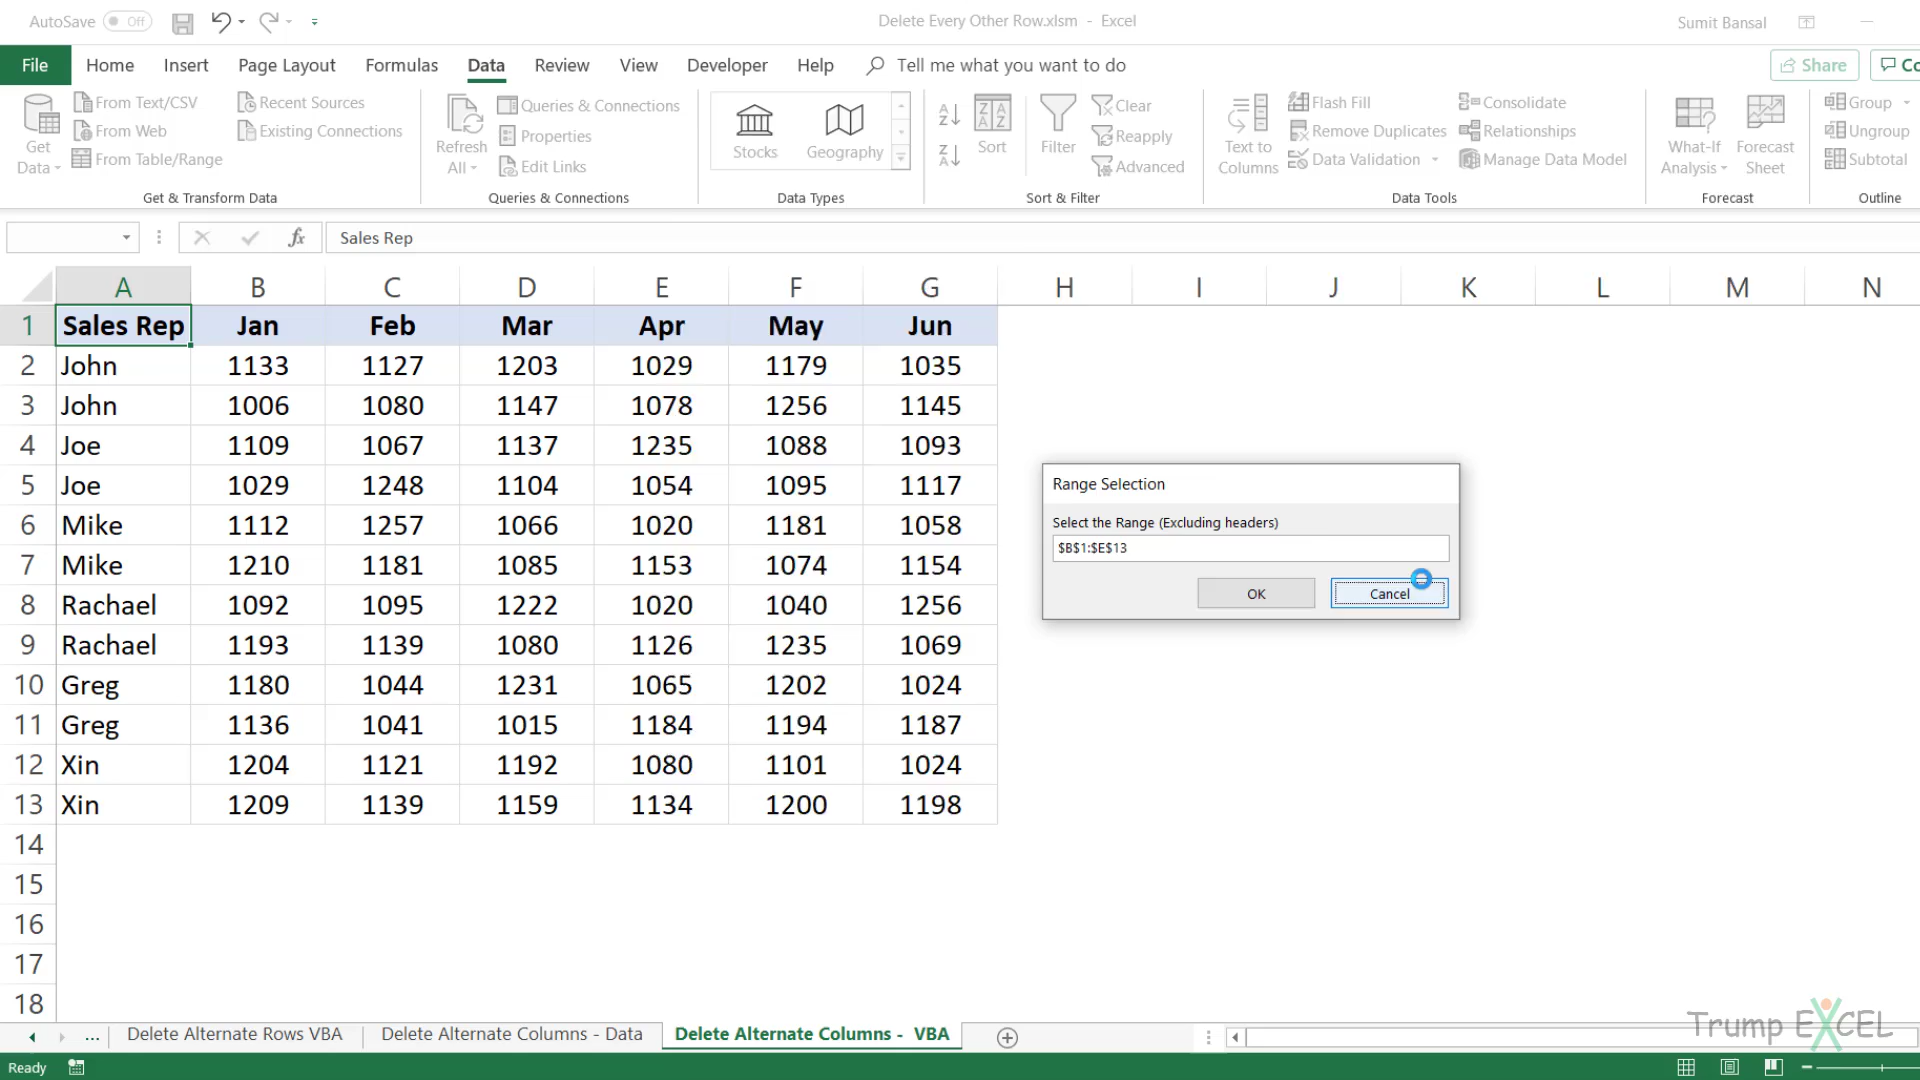 AutoSave Off
Delete Every Other Row.xlsm - Excel
Sumit Bansal
File Home Insert Page Layout Formulas Data Review View Developer Help Tell me what you want to do
Share
Get Data
From Text/CSV
From Web
From Table/Range
Recent Sources
Existing Connections
Get & Transform Data
Refresh All
Queries & Connections
Properties
Edit Links
Queries & Connections
Stocks
Geography
Data Types
Sort
Filter
Clear
Reapply
Advanced
Sort & Filter
Text to Columns
Flash Fill
Remove Duplicates
Data Validation
Consolidate
Relationships
Manage Data Model
Data Tools
What-If Analysis
Forecast Sheet
Forecast
Group
Ungroup
Subtotal
Outline
fx Sales Rep
A B C D E F G H I J K L M N
1 Sales Rep Jan Feb Mar Apr May Jun
2 John 1133 1127 1203 1029 1179 1035
3 John 1006 1080 1147 1078 1256 1145
4 Joe 1109 1067 1137 1235 1088 1093
5 Joe 1029 1248 1104 1054 1095 1117
6 Mike 1112 1257 1066 1020 1181 1058
7 Mike 1210 1181 1085 1153 1074 1154
8 Rachael 1092 1095 1222 1020 1040 1256
9 Rachael 1193 1139 1080 1126 1235 1069
10 Greg 1180 1044 1231 1065 1202 1024
11 Greg 1136 1041 1015 1184 1194 1187
12 Xin 1204 1121 1192 1080 1101 1024
13 Xin 1209 1139 1159 1134 1200 1198
14
15
16
17
18
Range Selection
Select the Range (Excluding headers)
$B$1:$E$13
OK Cancel
... Delete Alternate Rows VBA Delete Alternate Columns - Data Delete Alternate Columns - VBA
Trump EXCEL
Ready